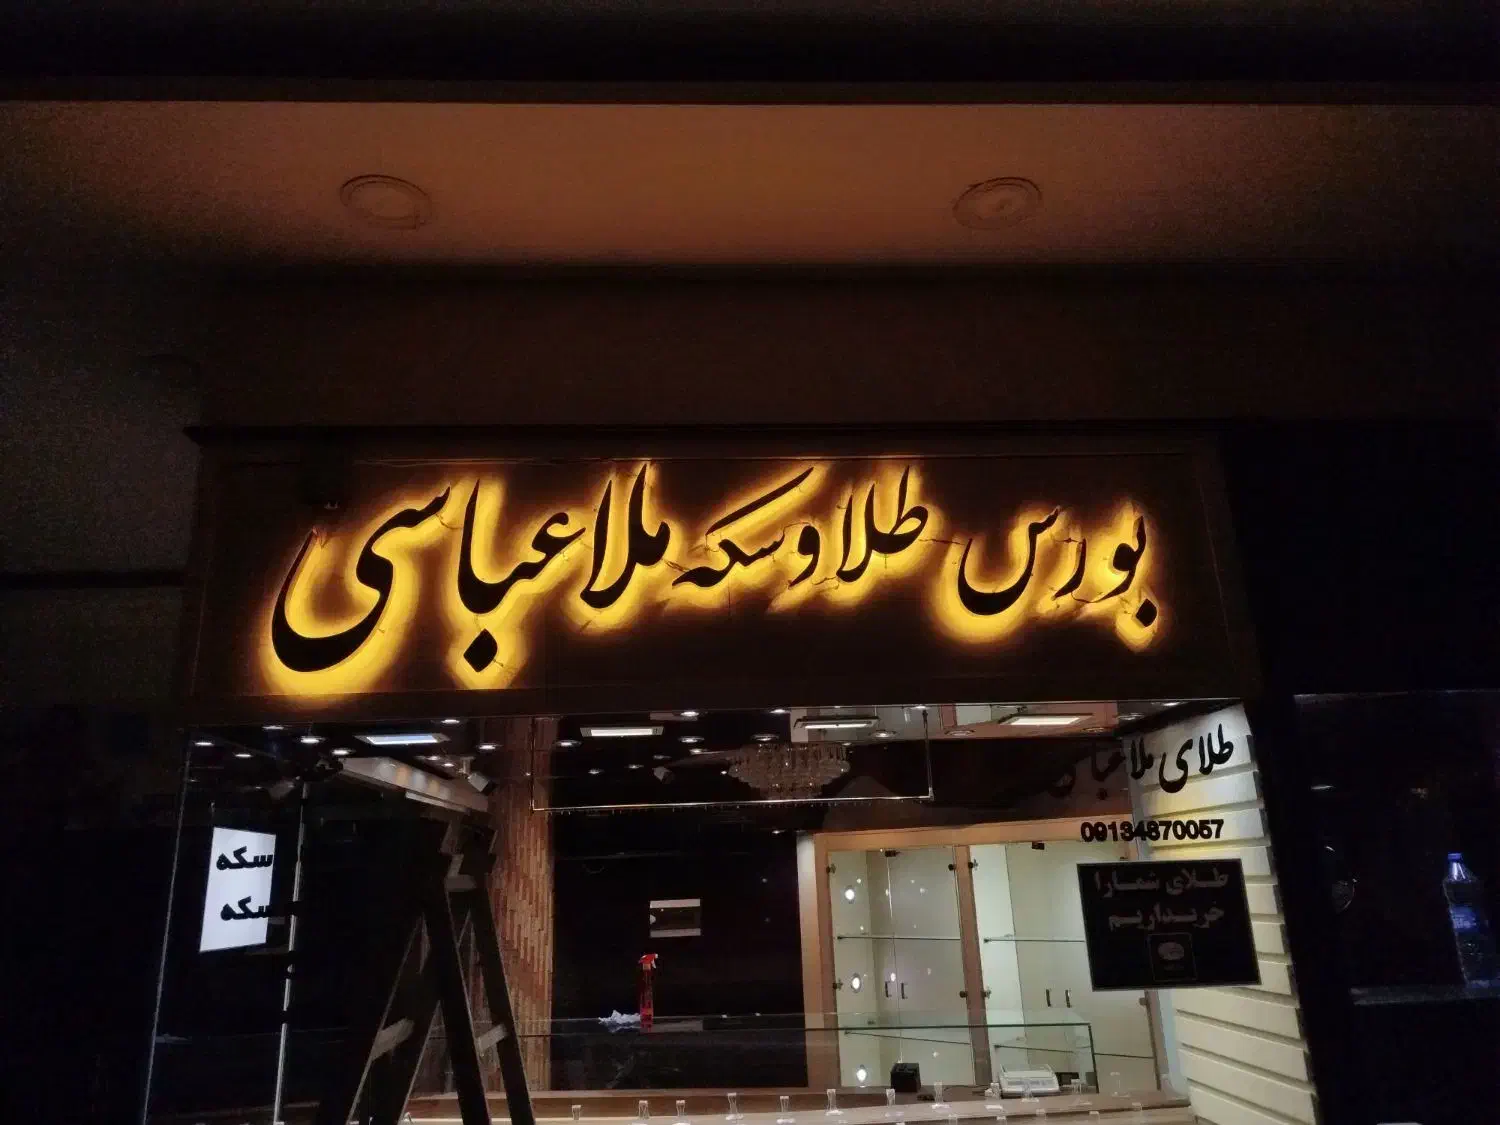 بورس طلا و سکه ملاعباسی
طلای ملاعباسی
09134870057
طلای شما را
خریداریم
سکه
سکه